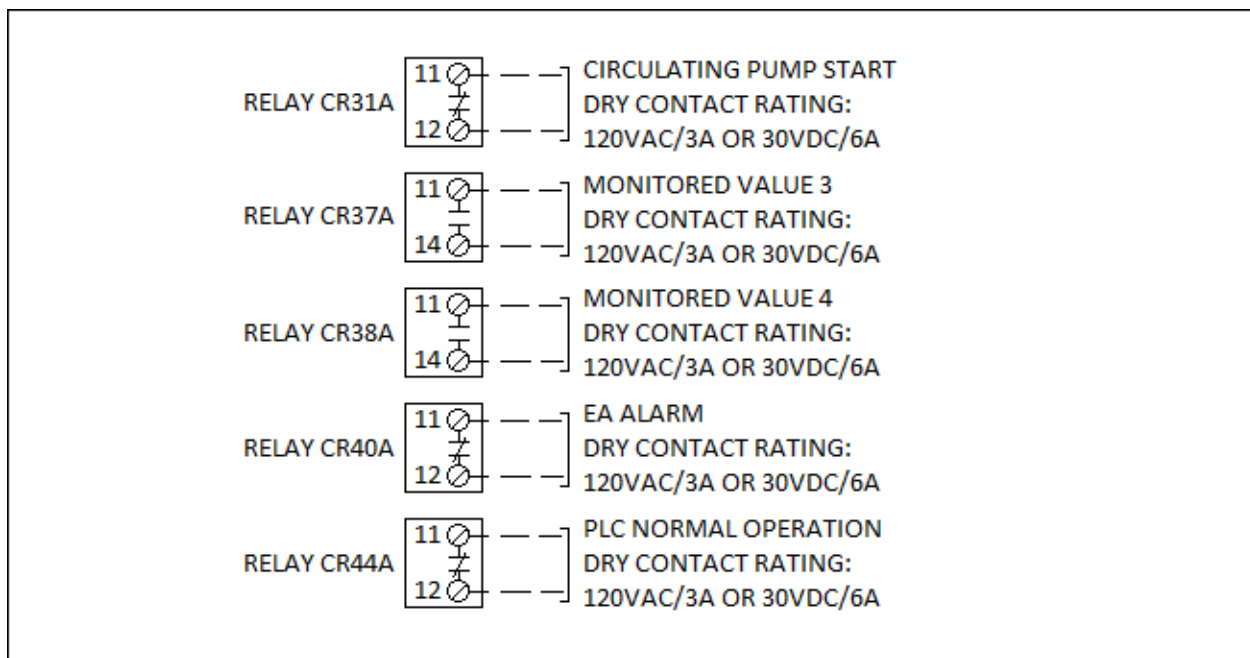 RELAY CR31A
11
12
CIRCULATING PUMP START
DRY CONTACT RATING:
120VAC/3A OR 30VDC/6A
RELAY CR37A
11
14
MONITORED VALUE 3
DRY CONTACT RATING:
120VAC/3A OR 30VDC/6A
RELAY CR38A
11
14
MONITORED VALUE 4
DRY CONTACT RATING:
120VAC/3A OR 30VDC/6A
RELAY CR40A
11
12
EA ALARM
DRY CONTACT RATING:
120VAC/3A OR 30VDC/6A
RELAY CR44A
11
12
PLC NORMAL OPERATION
DRY CONTACT RATING:
120VAC/3A OR 30VDC/6A